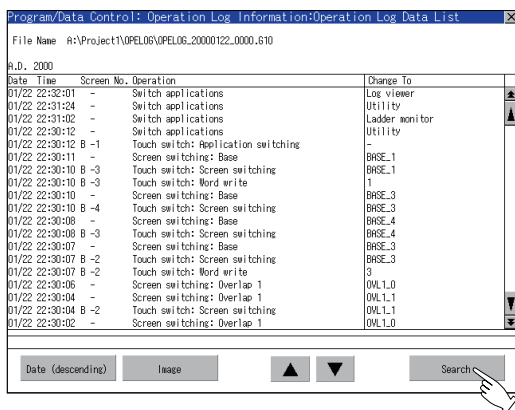 Program/Data Control: Operation Log Information:Operation Log Data List
File Name A:\Project1\OPELOG\OPELOG_20000122_0000.G10
A.D. 2000
Date Time Screen No. Operation Change To
01/22 22:32:01 - Switch applications Log viewer
01/22 22:31:24 - Switch applications Utility
01/22 22:31:02 - Switch applications Ladder monitor
01/22 22:30:12 - Switch applications Utility
01/22 22:30:12 B -1 Touch switch: Application switching -
01/22 22:30:11 - Screen switching: Base BASE_1
01/22 22:30:10 B -3 Touch switch: Screen switching BASE_1
01/22 22:30:10 B -3 Touch switch: Word write 1
01/22 22:30:10 - Screen switching: Base BASE_3
01/22 22:30:10 B -4 Touch switch: Screen switching BASE_3
01/22 22:30:08 - Screen switching: Base BASE_4
01/22 22:30:08 B -3 Touch switch: Screen switching BASE_4
01/22 22:30:07 - Screen switching: Base BASE_3
01/22 22:30:07 B -2 Touch switch: Screen switching BASE_3
01/22 22:30:07 B -2 Touch switch: Word write 3
01/22 22:30:06 - Screen switching: Overlap 1 OVL1_0
01/22 22:30:04 - Screen switching: Overlap 1 OVL1_1
01/22 22:30:04 B -2 Touch switch: Screen switching OVL1_1
01/22 22:30:02 - Screen switching: Overlap 1 OVL1_0
Date (descending) Image Search